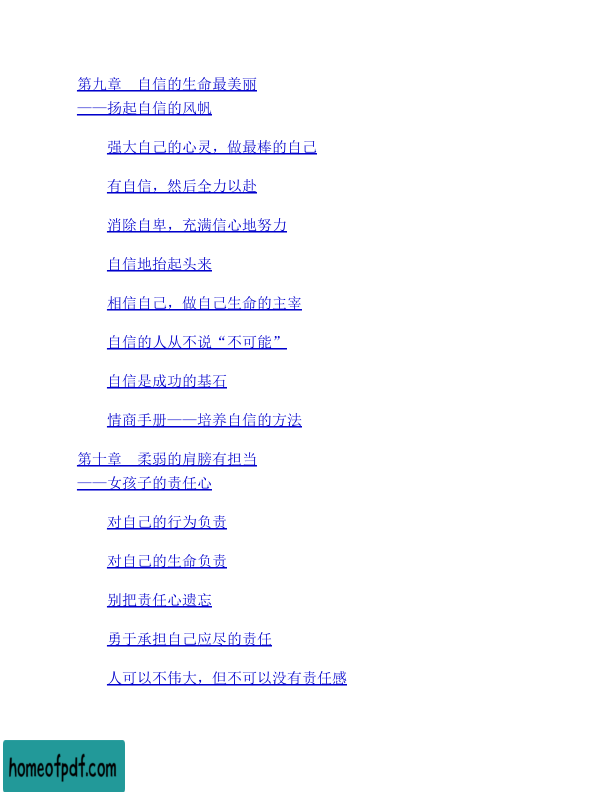 第九章　自信的生命最美丽
——扬起自信的风帆
强大自己的心灵，做最棒的自己
有自信，然后全力以赴
消除自卑，充满信心地努力
自信地抬起头来
相信自己，做自己生命的主宰
自信的人从不说“不可能”
自信是成功的基石
情商手册——培养自信的方法
第十章　柔弱的肩膀有担当
——女孩子的责任心
对自己的行为负责
对自己的生命负责
别把责任心遗忘
勇于承担自己应尽的责任
人可以不伟大，但不可以没有责任感
homeofpdf.com